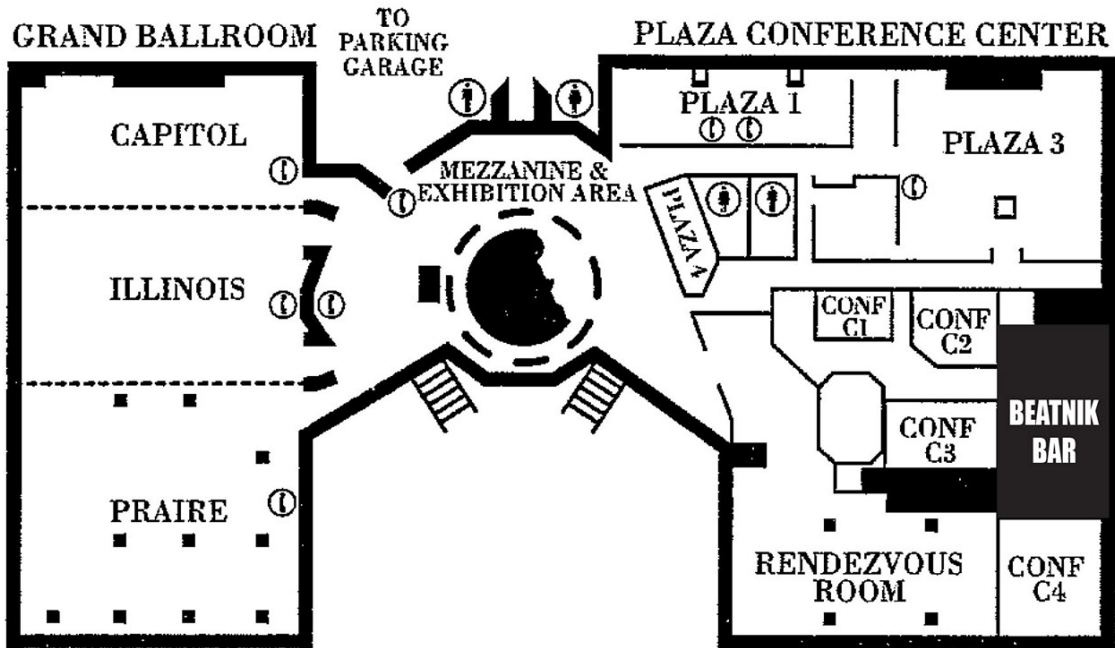 GRAND BALLROOM
TO
PARKING
GARAGE
PLAZA CONFERENCE CENTER
CAPITOL
MEZZANINE &
EXHIBITION AREA
PLAZA 1
PLAZA 3
PLAZA 4
ILLINOIS
CONF
C1
CONF
C2
CONF
C3
BEATNIK
BAR
PRAIRE
RENDEZVOUS
ROOM
CONF
C4